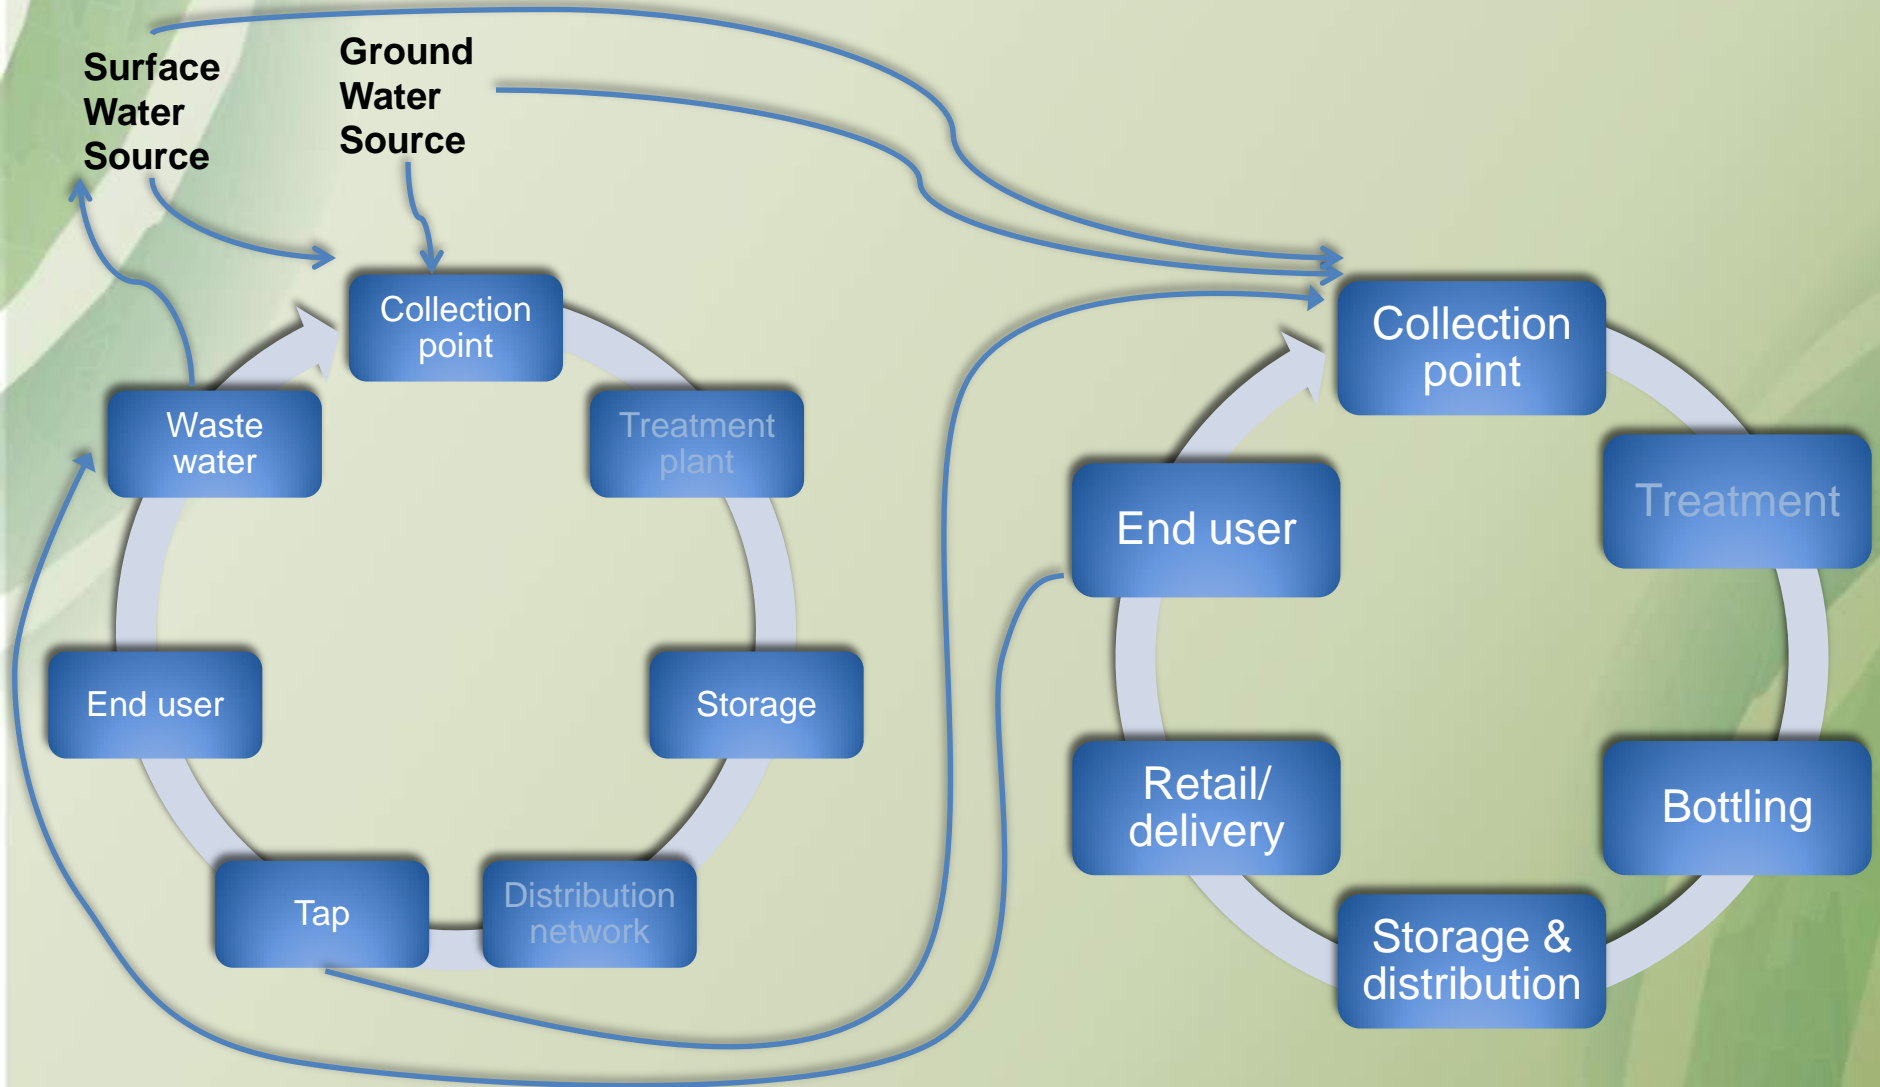 Surface
Water
Source
Ground
Water
Source
Collection
point
Treatment
plant
Storage
Distribution
network
Tap
End user
Waste
water
Collection
point
Treatment
Bottling
Storage &
distribution
Retail/
delivery
End user